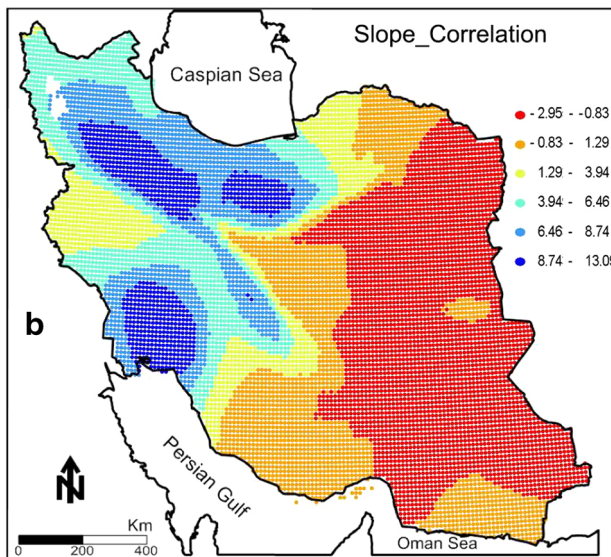 Slope_Correlation
Caspian Sea
- 2.95 - -0.83
- 0.83 - 1.29
1.29 - 3.94
3.94 - 6.46
6.46 - 8.74
8.74 - 13.09
b
Persian Gulf
N
Km
0 200 400
Oman Sea